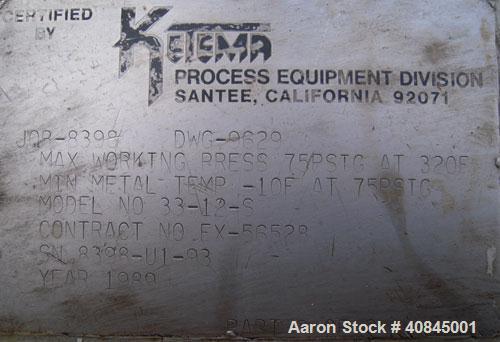 CERTIFIED
BY
KETEMA
PROCESS EQUIPMENT DIVISION
SANTEE, CALIFORNIA 92071
JOB-8398 DWG-9629
MAX WORKING PRESS 75PSIG AT 320F
MIN METAL TEMP -10F AT 75PSIG
MODEL NO 33-12-S
CONTRACT NO EX-56528
SN 8398-U1-93
YEAR 1989
Aaron Stock # 40845001